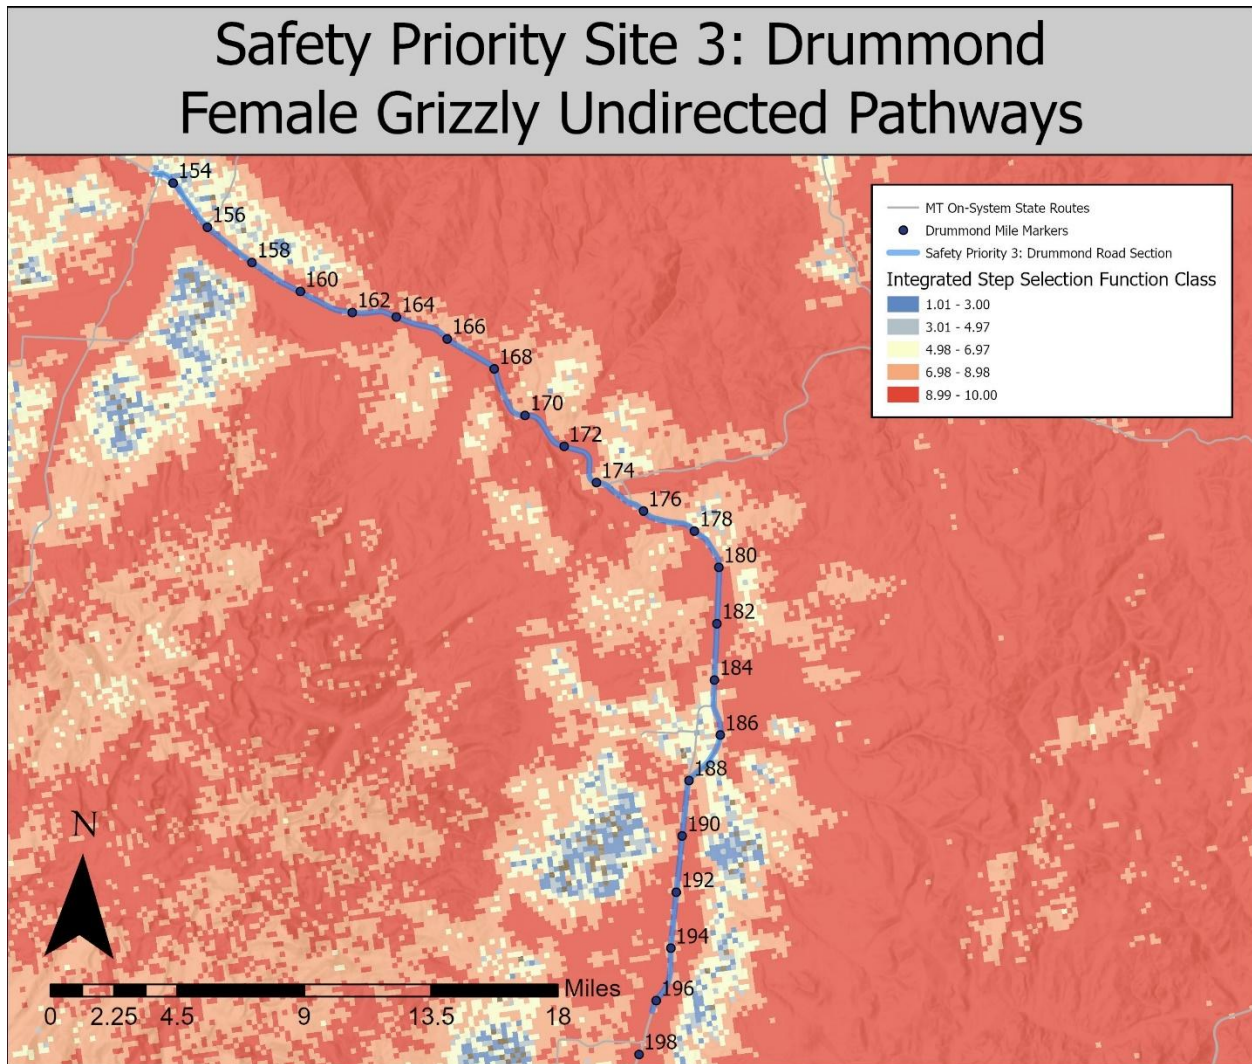 Safety Priority Site 3: Drummond
Female Grizzly Undirected Pathways
154
156
158
160
162
164
166
168
170
172
174
176
178
180
182
184
186
188
190
192
194
196
198
MT On-System State Routes
Drummond Mile Markers
Safety Priority 3: Drummond Road Section
Integrated Step Selection Function Class
1.01 - 3.00
3.01 - 4.97
4.98 - 6.97
6.98 - 8.98
8.99 - 10.00
N
Miles
0 2.25 4.5 9 13.5 18